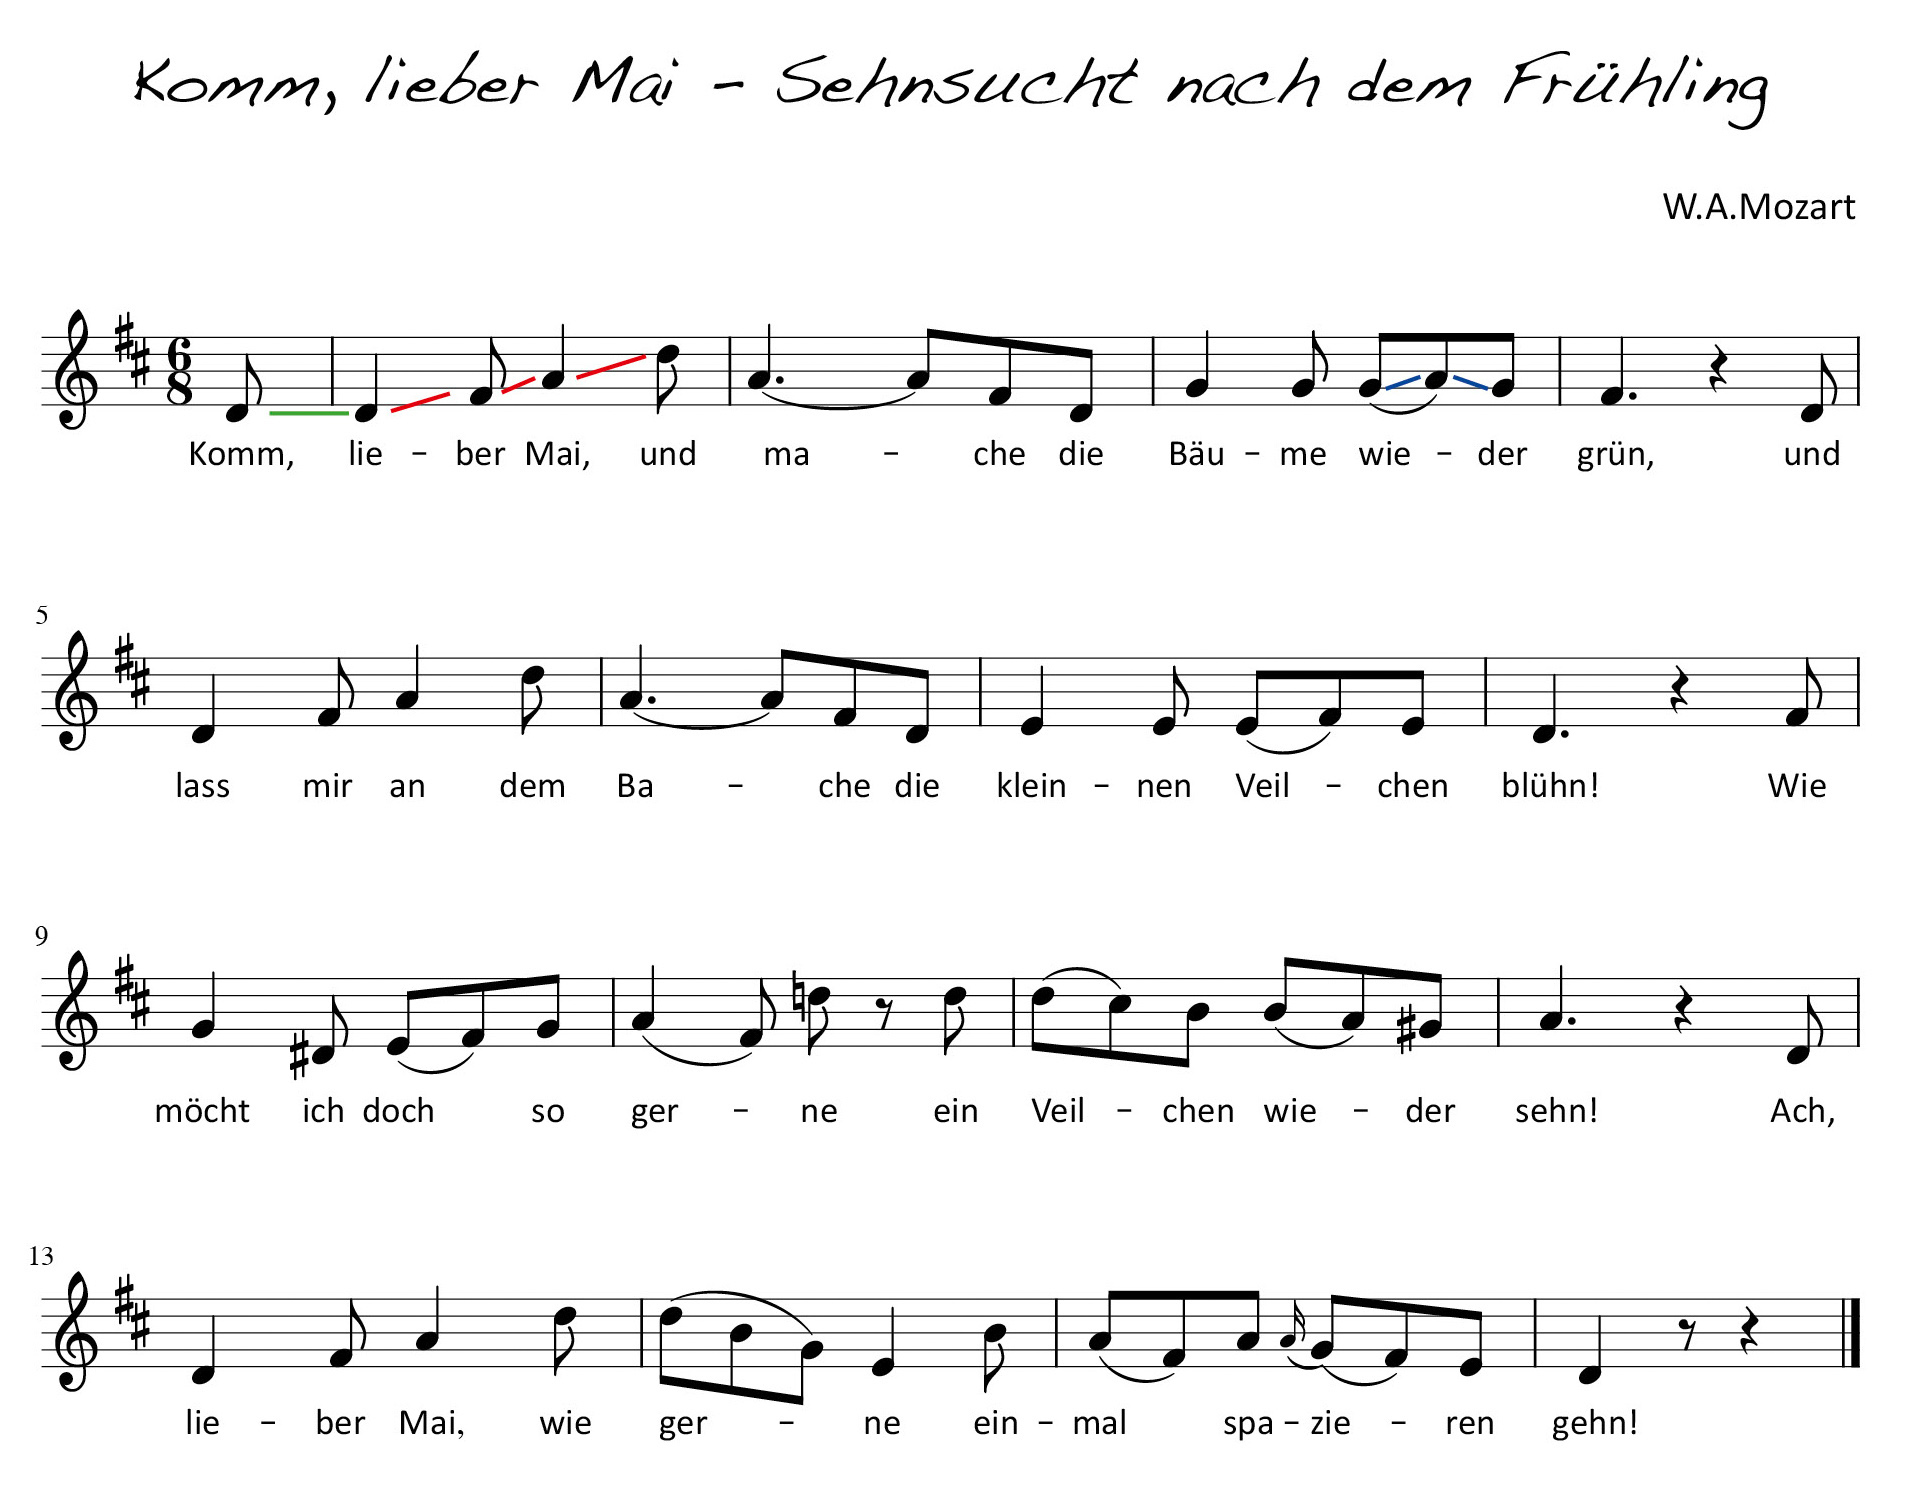 Komm, lieber Mai - Sehnsucht nach dem Frühling
W.A.Mozart
6
8
Komm, lie - ber Mai, und ma - che die Bäu - me wie - der grün, und
5
lass mir an dem Ba - che die klein - nen Veil - chen blühn! Wie
9
möcht ich doch so ger - ne ein Veil - chen wie - der sehn! Ach,
13
lie - ber Mai, wie ger - ne ein - mal spa - zie - ren gehn!